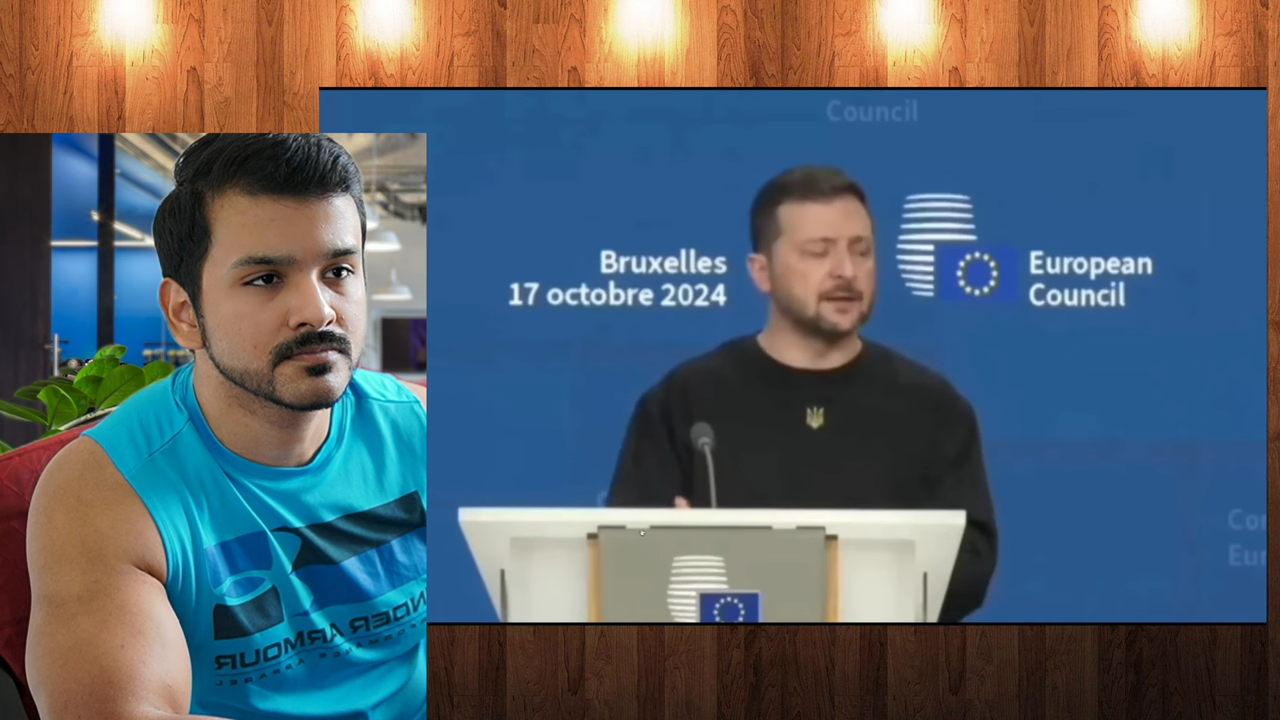 Council
Bruxelles
17 octobre 2024
European
Council
UNDER ARMOUR